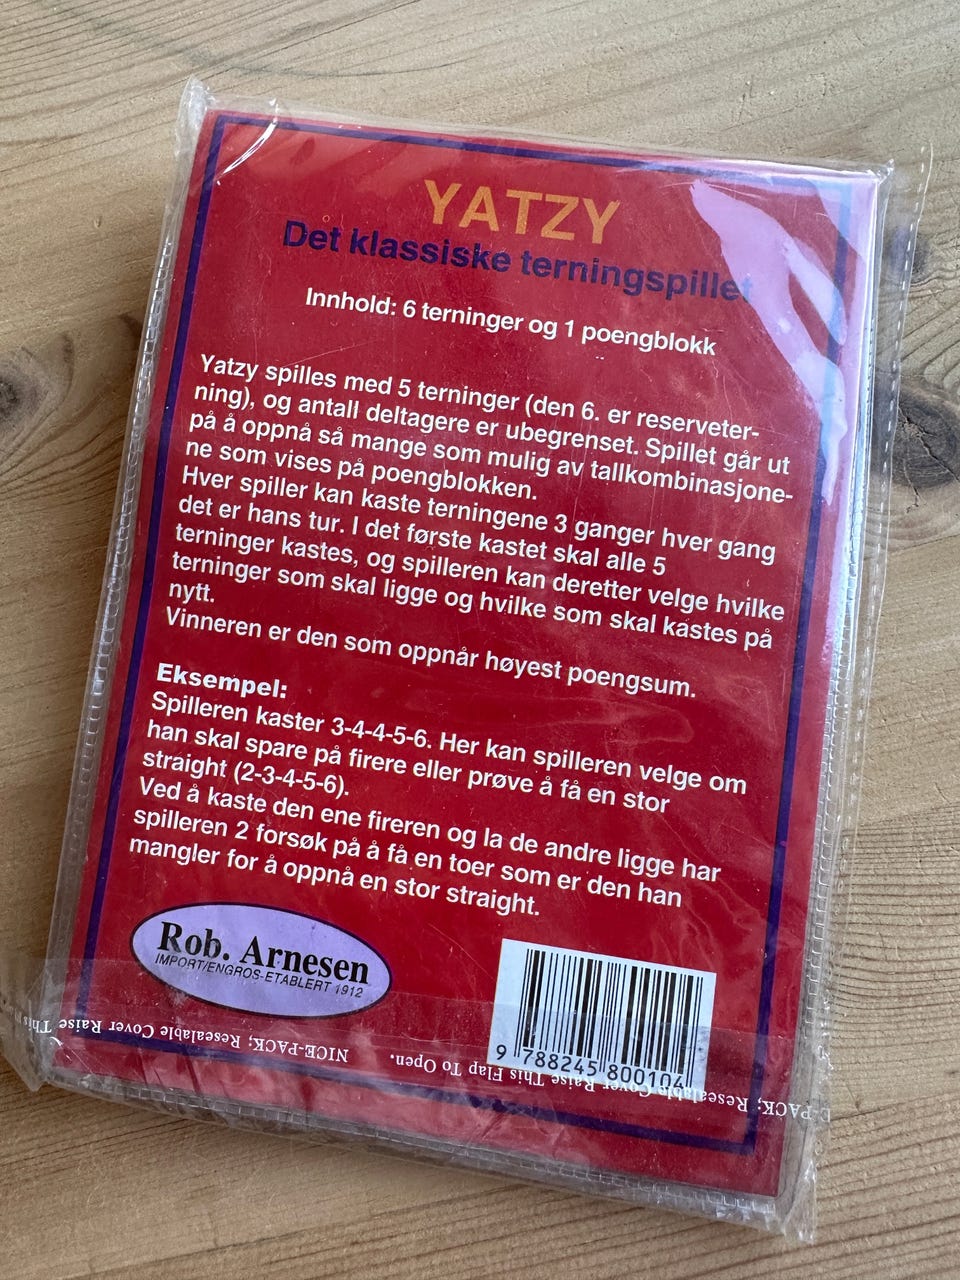 YATZY
Det klassiske terningspillet
Innhold: 6 terninger og 1 poengblokk
Yatzy spilles med 5 terninger (den 6. er reserveter-
ning), og antall deltagere er ubegrenset. Spillet går ut
på å oppnå så mange som mulig av tallkombinasjone-
ne som vises på poengblokken.
Hver spiller kan kaste terningene 3 ganger hver gang
det er hans tur. I det første kastet skal alle 5
terninger kastes, og spilleren kan deretter velge hvilke
terninger som skal ligge og hvilke som skal kastes på
nytt.
Vinneren er den som oppnår høyest poengsum.
Eksempel:
Spilleren kaster 3-4-4-5-6. Her kan spilleren velge om
han skal spare på firere eller prøve å få en stor
straight (2-3-4-5-6).
Ved å kaste den ene fireren og la de andre ligge har
spilleren 2 forsøk på å få en toer som er den han
mangler for å oppnå en stor straight.
Rob. Arnesen
IMPORT/ENGROS-ETABLERT 1912
9 788245 800104
NICE-PACK; Resealable Cover Raise This
E-PACK; Resealable Cover Raise This Flap To Open.